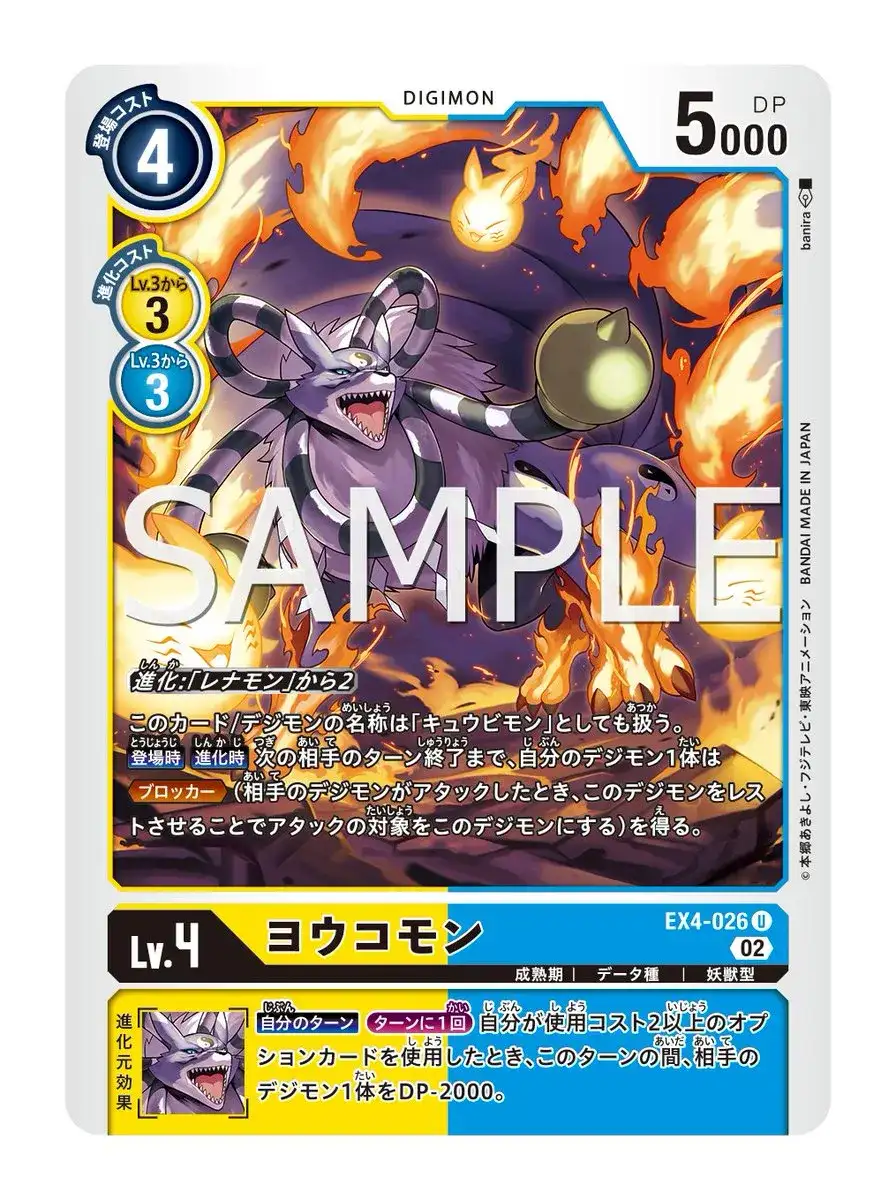 DIGIMON
登場コスト
4
5000
DP
進化コスト
Lv.3から
3
Lv.3から
3
banira
SAMPLE
進化:「レナモン」から2
このカード/デジモンの名称は「キュウビモン」としても扱う。
登場時 進化時 次の相手のターン終了まで、自分のデジモン1体は
ブロッカー (相手のデジモンがアタックしたとき、このデジモンをレス
トさせることでアタックの対象をこのデジモンにする)を得る。
© 本郷あきよし・フジテレビ・東映アニメーション BANDAI MADE IN JAPAN
Lv.4
ヨウコモン
EX4-026 U
02
成熟期 | データ種 | 妖獣型
進化元効果
自分のターン ターンに1回 自分が使用コスト2以上のオプ
ションカードを使用したとき、このターンの間、相手の
デジモン1体をDP-2000。